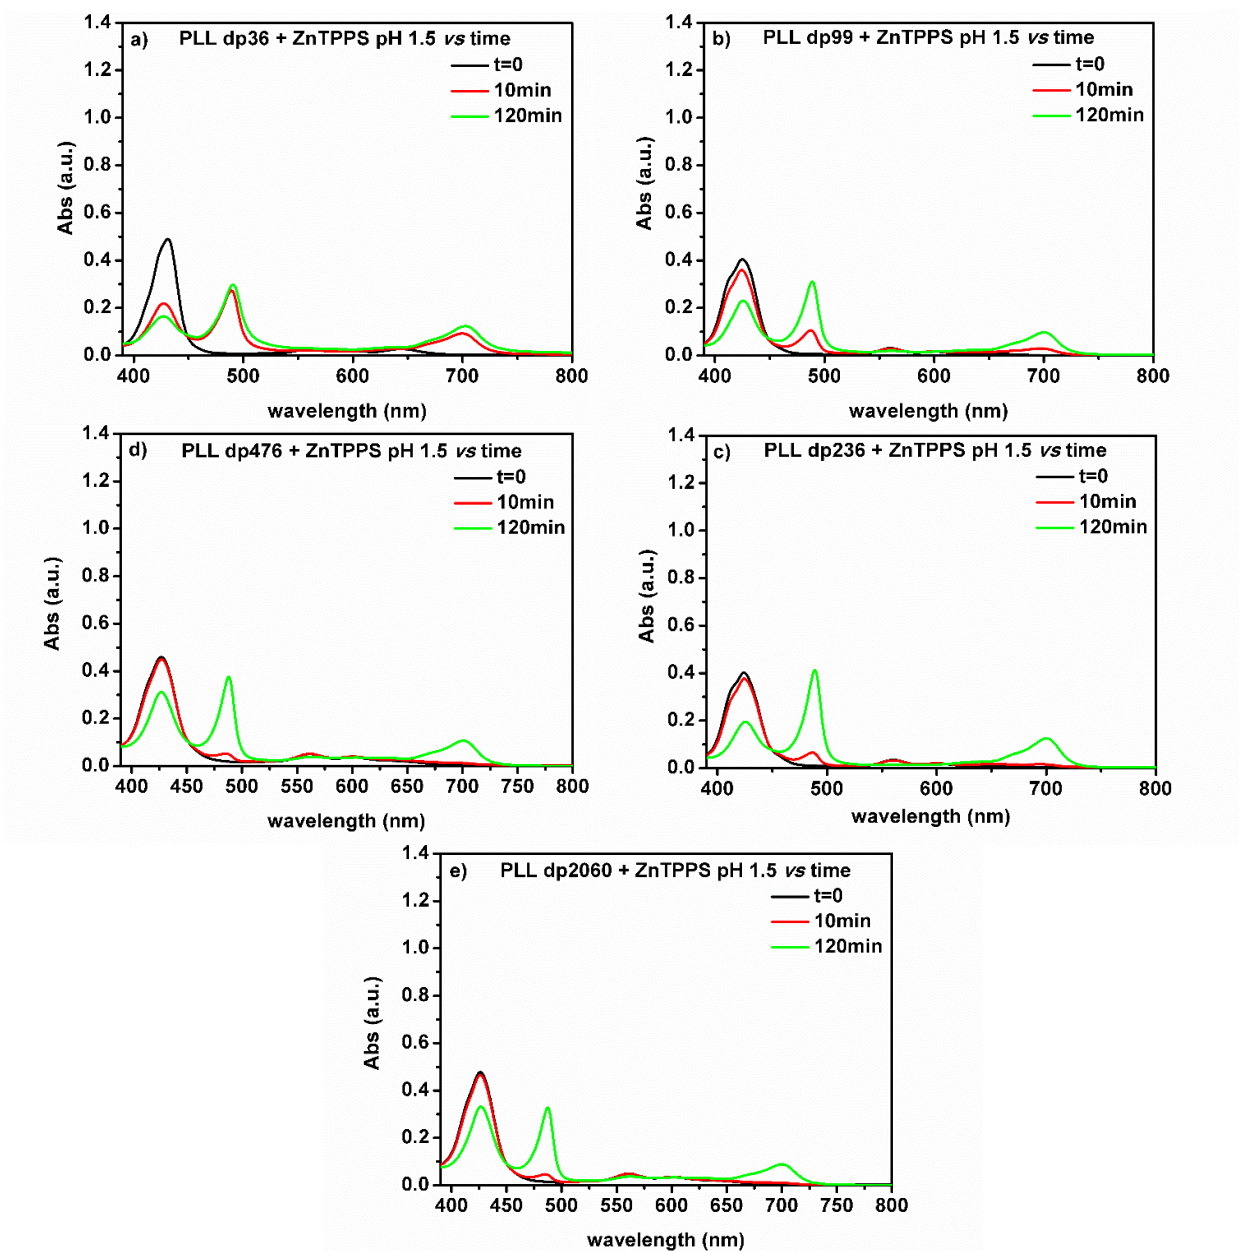 a) PLL dp36 + ZnTPPS pH 1.5 vs time
t=0
10min
120min
Abs (a.u.)
1.4
1.2
1.0
0.8
0.6
0.4
0.2
0.0
400 500 600 700 800
wavelength (nm)
b) PLL dp99 + ZnTPPS pH 1.5 vs time
t=0
10min
120min
Abs (a.u.)
1.4
1.2
1.0
0.8
0.6
0.4
0.2
0.0
400 500 600 700 800
wavelength (nm)
d) PLL dp476 + ZnTPPS pH 1.5 vs time
t=0
10min
120min
Abs (a.u.)
1.4
1.2
1.0
0.8
0.6
0.4
0.2
0.0
400 450 500 550 600 650 700 750 800
wavelength (nm)
c) PLL dp236 + ZnTPPS pH 1.5 vs time
t=0
10min
120min
Abs (a.u.)
1.4
1.2
1.0
0.8
0.6
0.4
0.2
0.0
400 500 600 700 800
wavelength (nm)
e) PLL dp2060 + ZnTPPS pH 1.5 vs time
t=0
10min
120min
Abs (a.u.)
1.4
1.2
1.0
0.8
0.6
0.4
0.2
0.0
400 450 500 550 600 650 700 750 800
wavelength (nm)